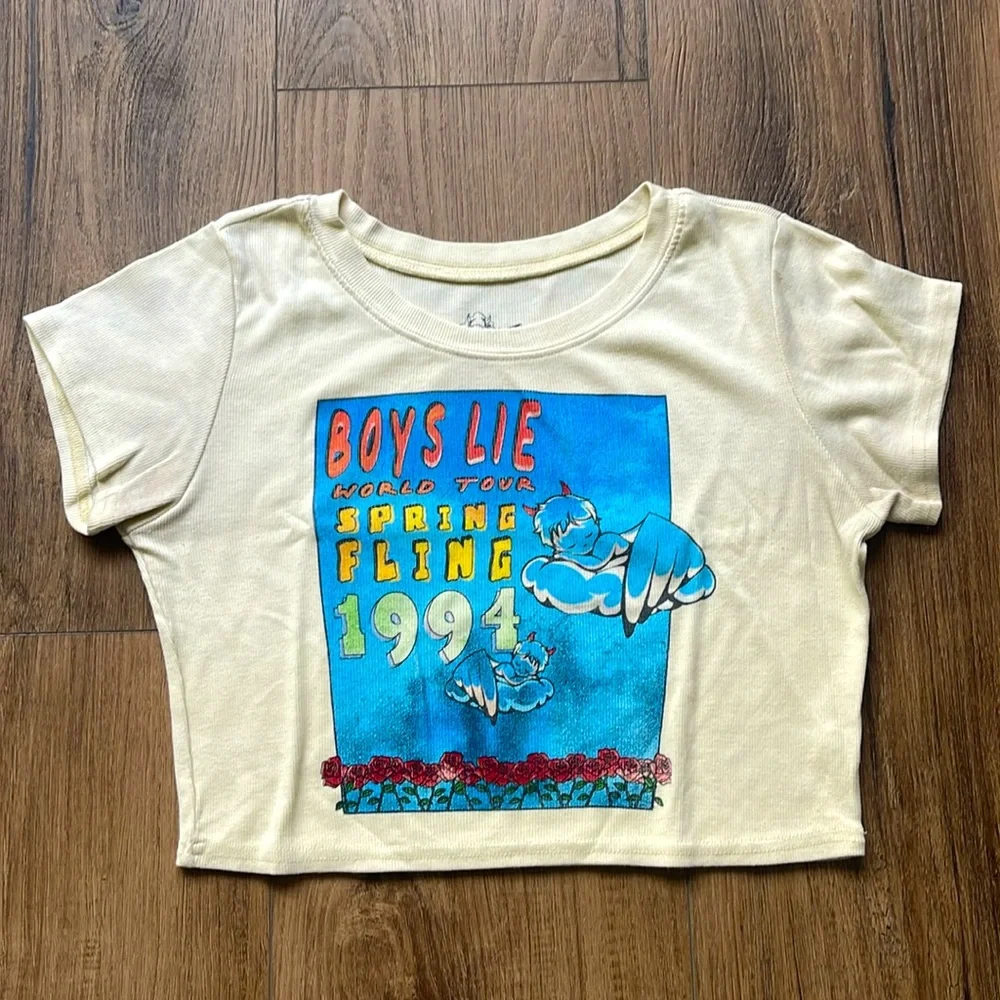 BOYS LIE
WORLD TOUR
SPRING
FLING
1994